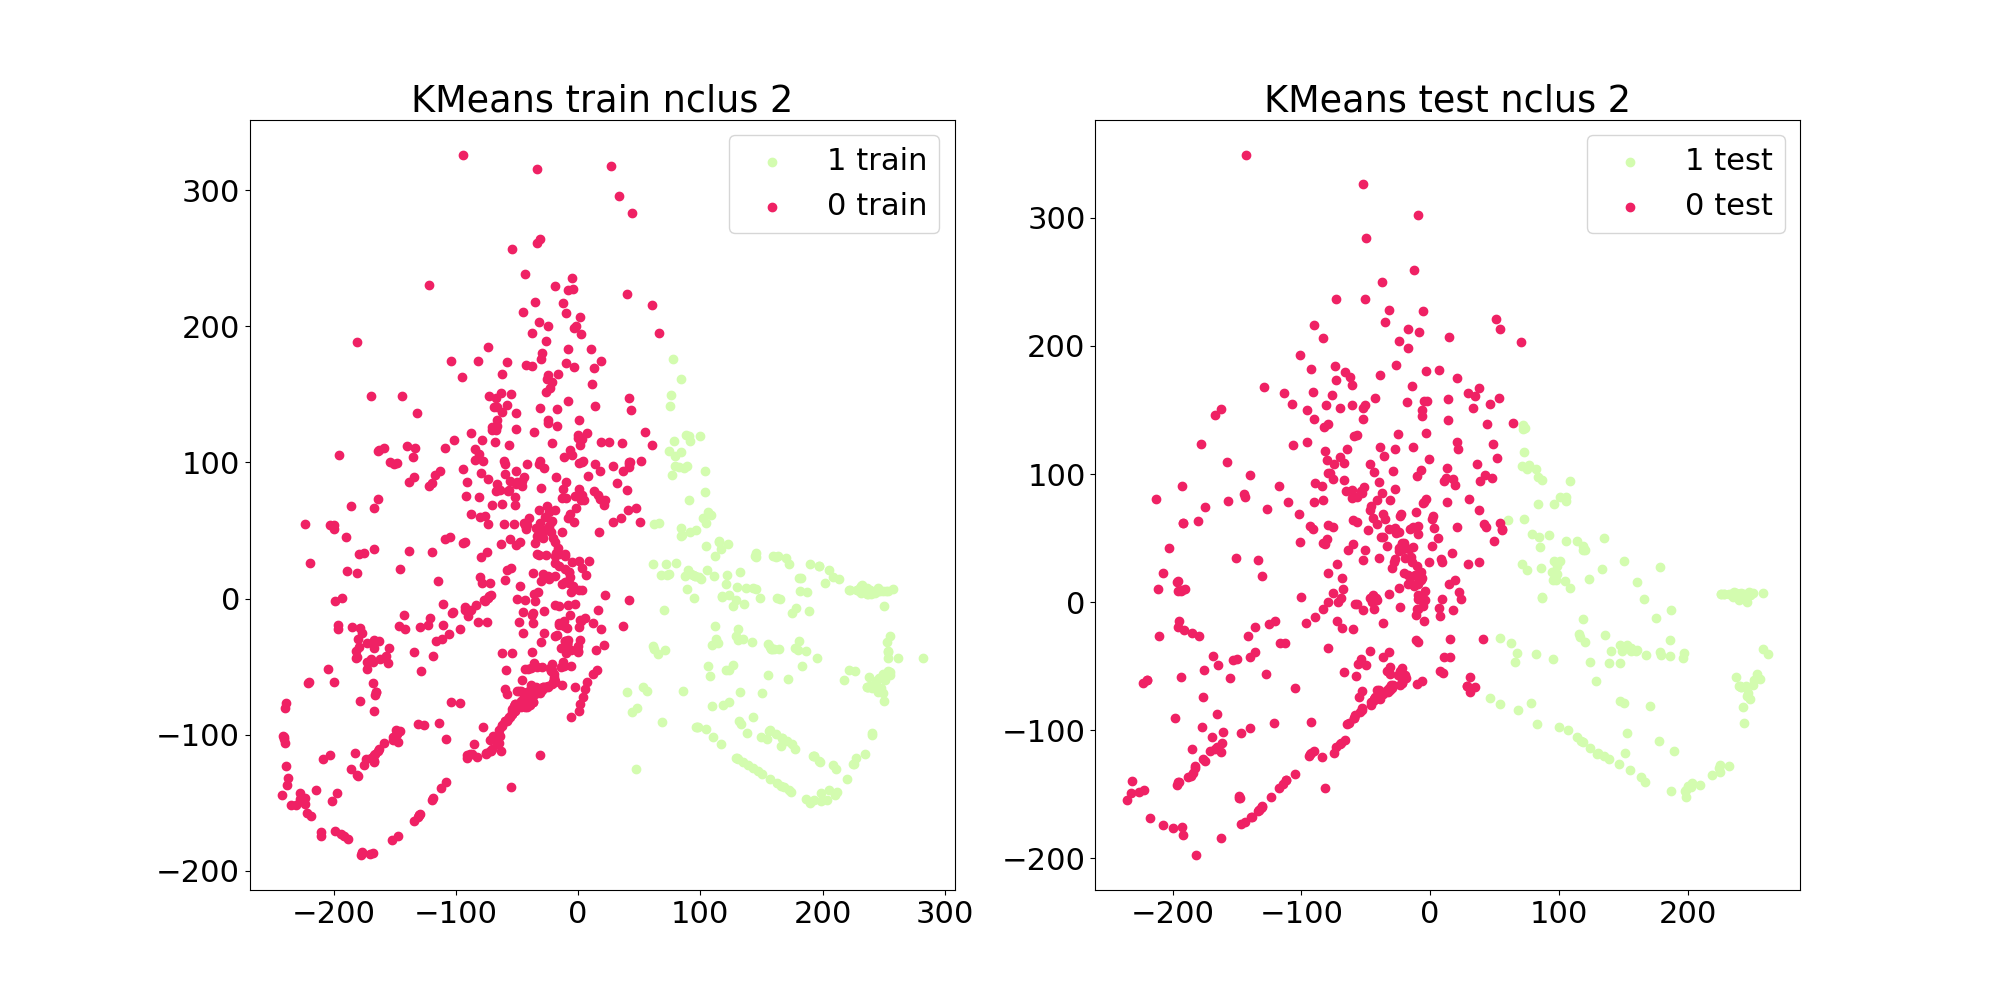 KMeans train nclus 2
1 train
0 train
300
200
100
0
−100
−200
−200 −100 0 100 200 300
KMeans test nclus 2
1 test
0 test
300
200
100
0
−100
−200
−200 −100 0 100 200